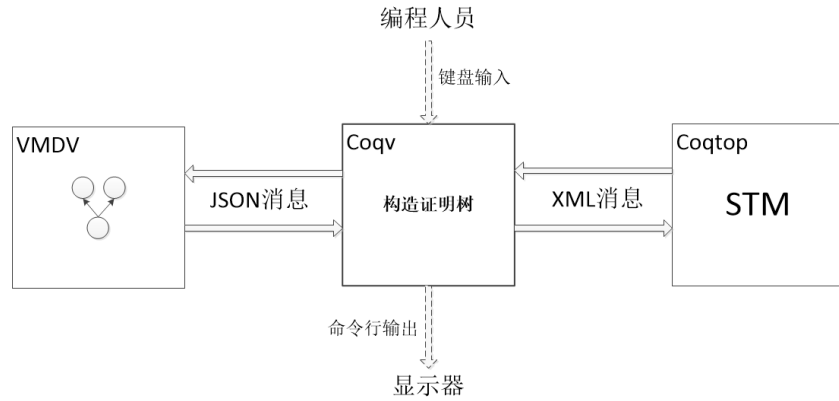 编程人员
键盘输入
VMDV
Coqv
Coqtop
JSON消息
构造证明树
XML消息
STM
命令行输出
显示器